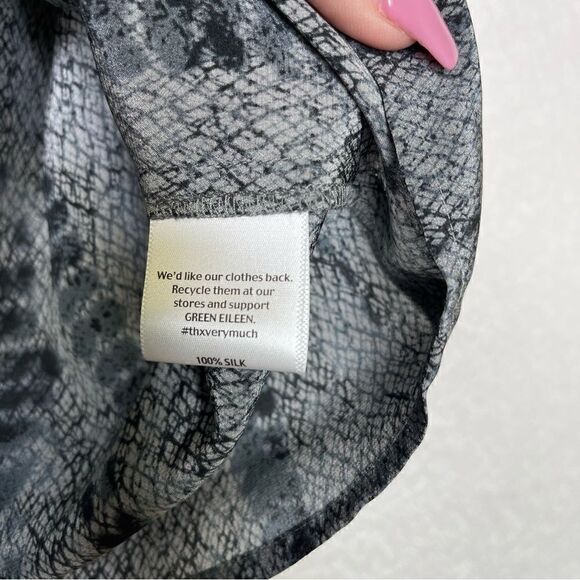 We'd like our clothes back.
Recycle them at our
stores and support
GREEN EILEEN.
#thxverymuch
100% SILK